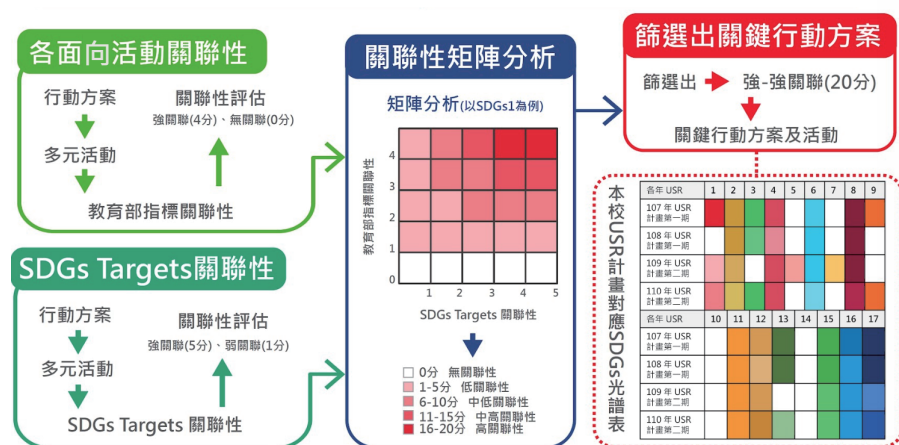 各面向活動關聯性
行動方案
多元活動
教育部指標關聯性
關聯性評估
強關聯(4分)、無關聯(0分)
SDGs Targets關聯性
行動方案
多元活動
SDGs Targets 關聯性
關聯性評估
強關聯(5分)、弱關聯(1分)
關聯性矩陣分析
矩陣分析(以SDGs1為例)
教育部指標關聯性
4
3
2
1
0
1 2 3 4 5
SDGs Targets 關聯性
0分 無關聯性
1-5分 低關聯性
6-10分 中低關聯性
11-15分 中高關聯性
16-20分 高關聯性
篩選出關鍵行動方案
篩選出 強-強關聯(20分)
關鍵行動方案及活動
本校USR計畫對應SDGs光譜表
各年 USR 1 2 3 4 5 6 7 8 9
107 年 USR
計畫第一期
108 年 USR
計畫第一期
109 年 USR
計畫第二期
110 年 USR
計畫第二期
各年 USR 10 11 12 13 14 15 16 17
107 年 USR
計畫第一期
108 年 USR
計畫第一期
109 年 USR
計畫第二期
110 年 USR
計畫第二期